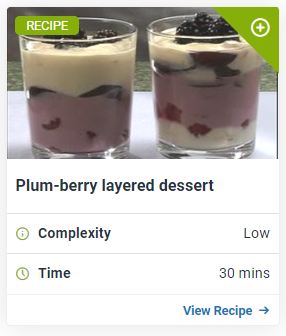 RECIPE
Plum-berry layered dessert
Complexity Low
Time 30 mins
View Recipe